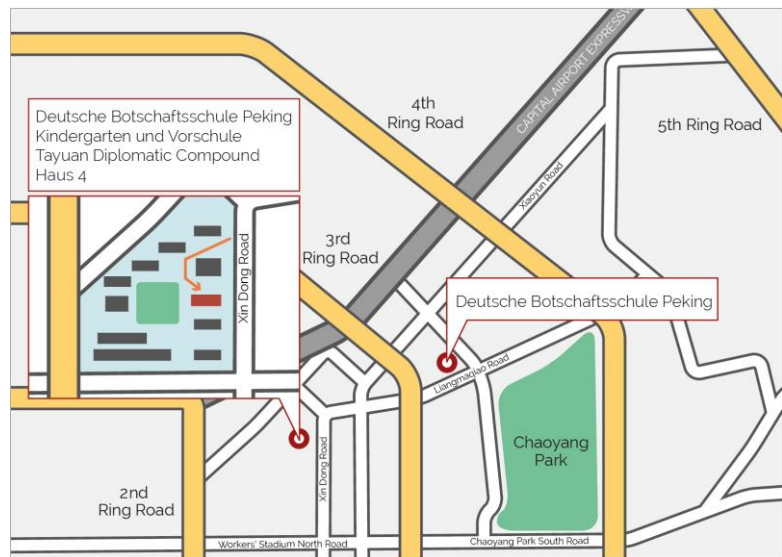 CAPITAL AIRPORT EXPRESSWAY
4th
Ring Road
5th Ring Road
Deutsche Botschaftsschule Peking
Kindergarten und Vorschule
Tayuan Diplomatic Compound
Haus 4
Xiaoyun Road
3rd
Ring Road
Xin Dong Road
Deutsche Botschaftsschule Peking
Liangmaqiao Road
Chaoyang
Park
Xin Dong Road
2nd
Ring Road
Workers' Stadium North Road
Chaoyang Park South Road